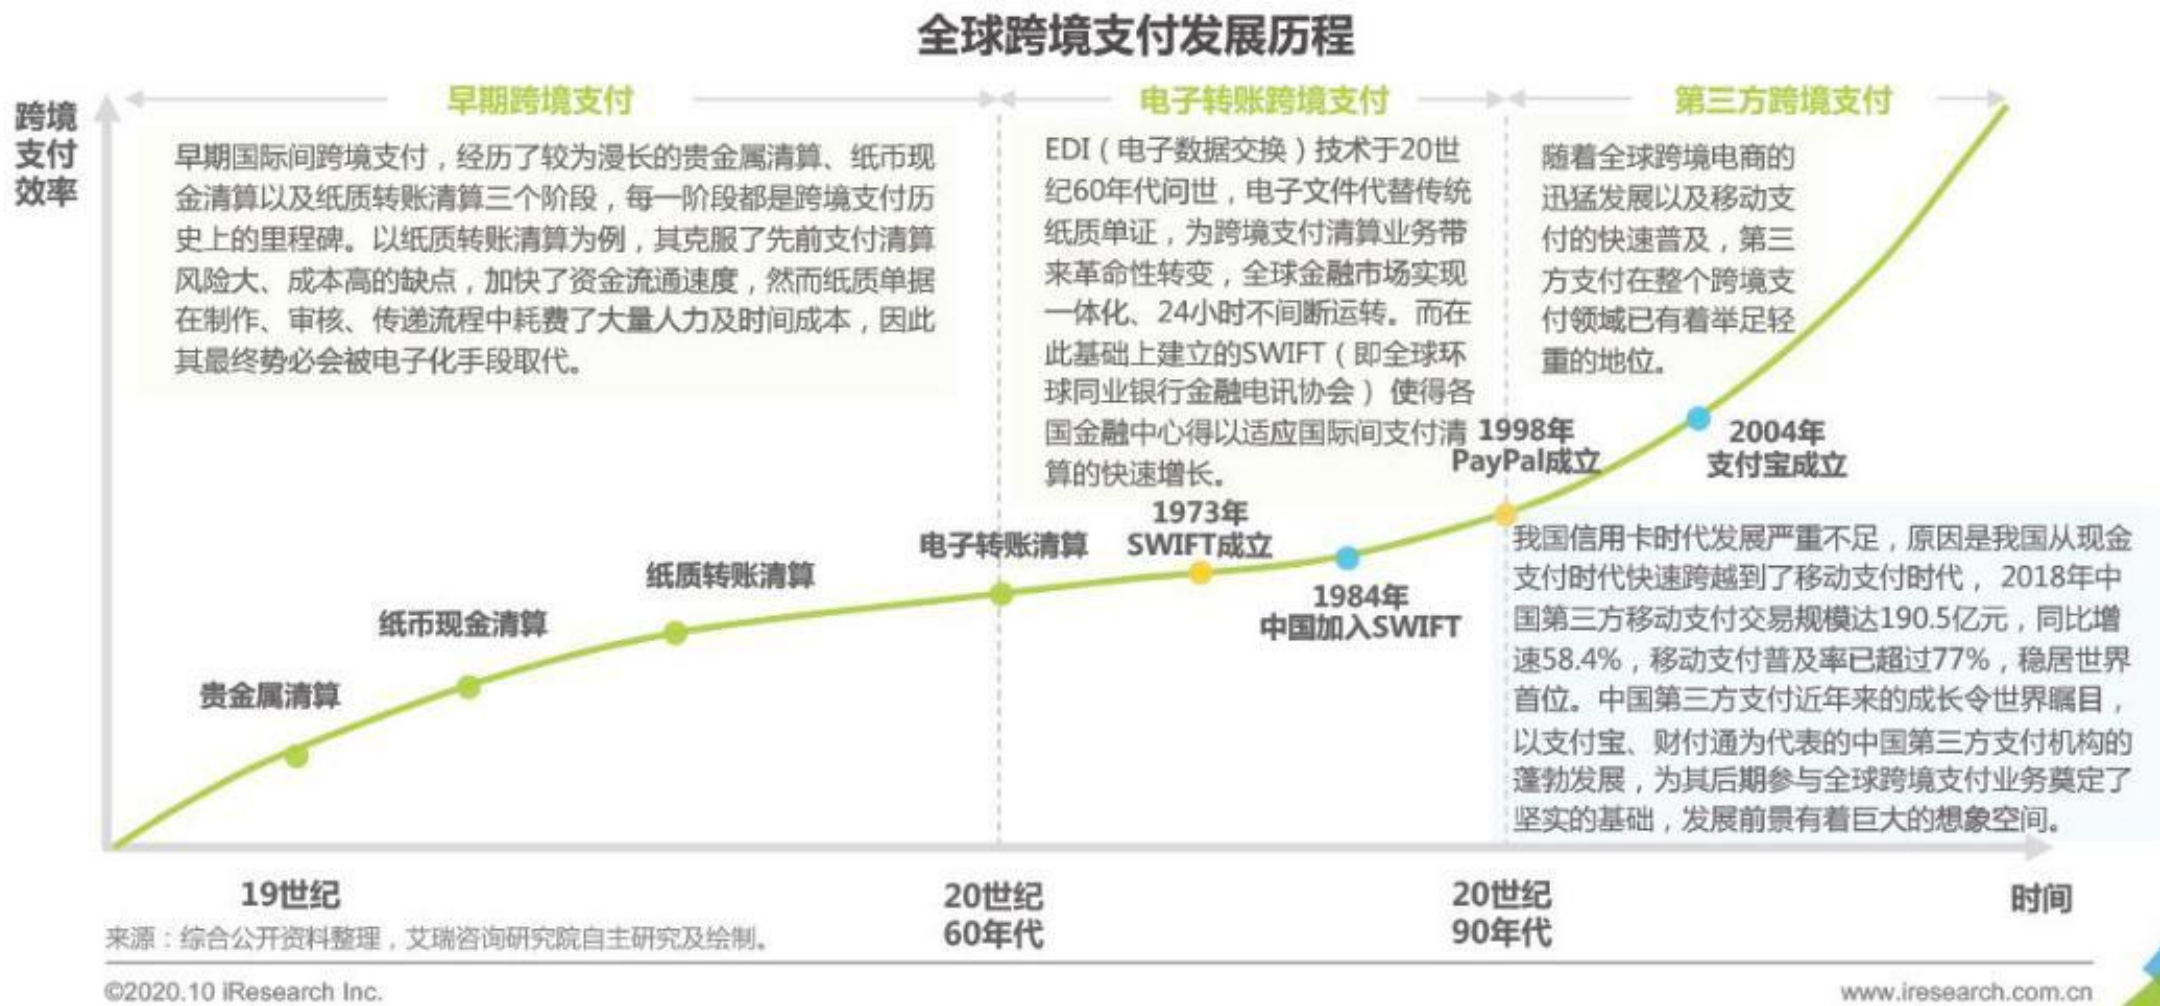 全球跨境支付发展历程
跨境
支付
效率
早期跨境支付
早期国际间跨境支付，经历了较为漫长的贵金属清算、纸币现
金清算以及纸质转账清算三个阶段，每一阶段都是跨境支付历
史上的里程碑。以纸质转账清算为例，其克服了先前支付清算
风险大、成本高的缺点，加快了资金流通速度，然而纸质单据
在制作、审核、传递流程中耗费了大量人力及时间成本，因此
其最终势必会被电子化手段取代。
电子转账跨境支付
EDI（电子数据交换）技术于20世
纪60年代问世，电子文件代替传统
纸质单证，为跨境支付清算业务带
来革命性转变，全球金融市场实现
一体化、24小时不间断运转。而在
此基础上建立的SWIFT（即全球环
球同业银行金融电讯协会）使得各
国金融中心得以适应国际间支付清
算的快速增长。
第三方跨境支付
随着全球跨境电商的
迅猛发展以及移动支
付的快速普及，第三
方支付在整个跨境支
付领域已有着举足轻
重的地位。
贵金属清算
纸币现金清算
纸质转账清算
电子转账清算
1973年
SWIFT成立
1984年
中国加入SWIFT
1998年
PayPal成立
2004年
支付宝成立
我国信用卡时代发展严重不足，原因是我国从现金
支付时代快速跨越到了移动支付时代， 2018年中
国第三方移动支付交易规模达190.5亿元，同比增
速58.4%，移动支付普及率已超过77%，稳居世界
首位。中国第三方支付近年来的成长令世界瞩目，
以支付宝、财付通为代表的中国第三方支付机构的
蓬勃发展，为其后期参与全球跨境支付业务奠定了
坚实的基础，发展前景有着巨大的想象空间。
19世纪
20世纪
60年代
20世纪
90年代
时间
来源：综合公开资料整理，艾瑞咨询研究院自主研究及绘制。
©2020.10 iResearch Inc.
www.iresearch.com.cn